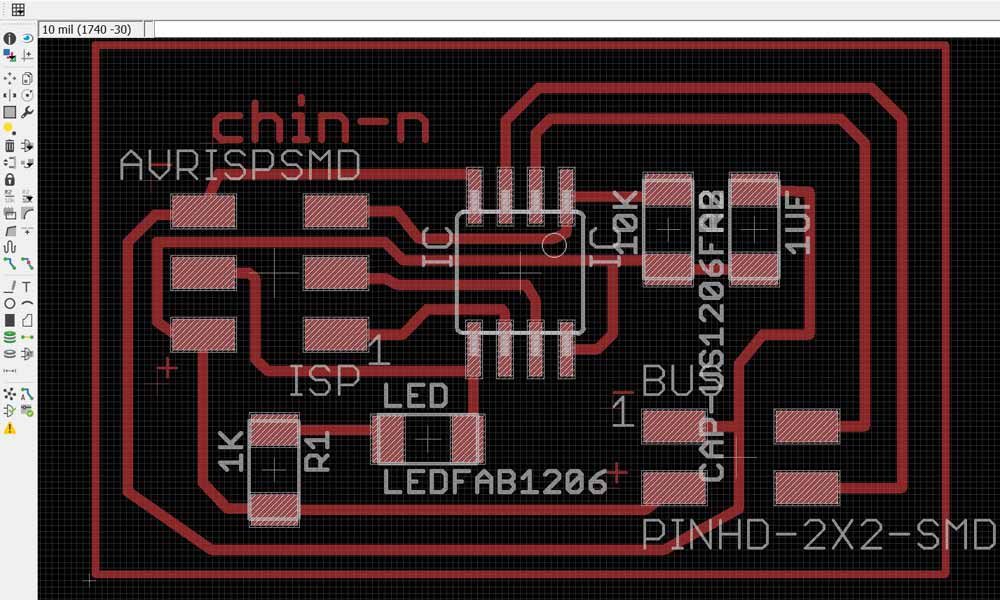 10 mil (1740 -30)
chin-n
AVRISPSMD
IC
IC
10K
1UF
CAP-US1206FAB
1
ISP
LED
BUS
1
1K
R1
LEDFAB1206
PINHD-2X2-SMD